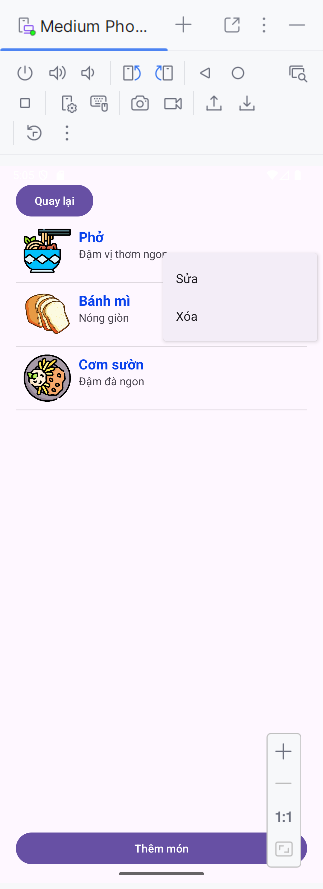 Medium Pho...
Quay lại
Phở
Đậm vị thơm ngon
Sửa
Xóa
Bánh mì
Nóng giòn
Cơm sườn
Đậm đà ngon
1:1
Thêm món